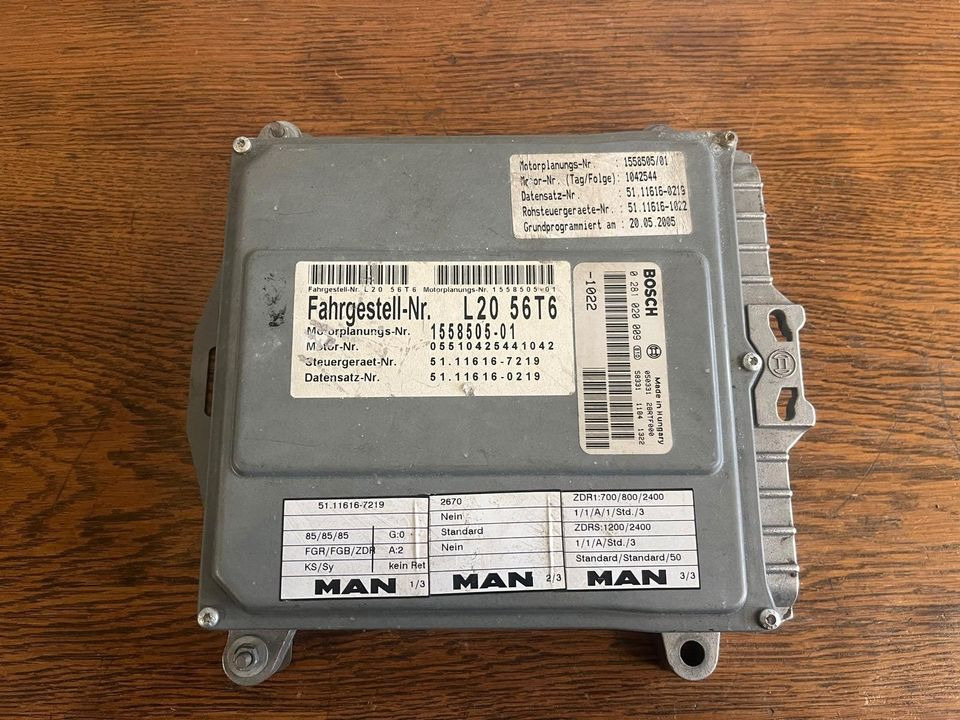 Motorplanungs-Nr. : 1558505/01
Motor-Nr. (Tag/Folge): 1042544
Datensatz-Nr. : 51.11616-0219
Rohsteuergeraete-Nr. : 51.11616-1022
Grundprogrammiert am : 20.05.2005
Fahrgestell-Nr. L20 56T6 Motorplanungs-Nr. 1558505-01
Fahrgestell-Nr. L20 56T6
Motorplanungs-Nr. 1558505-01
Motor-Nr. 05510425441042
Steuergeraet-Nr. 51.11616-7219
Datensatz-Nr. 51.11616-0219
BOSCH
0 281 020 009
-1022
Made in Hungary
050331 28RTF000
S8331 1184 1322
51.11616-7219
85/85/85 G:0
FGR/FGB/ZDR A:2
KS/Sy kein Ret
MAN 1/3
2670
Nein
Standard
Nein
MAN 2/3
ZDR1:700/800/2400
1/1/A/1/Std./3
ZDRS:1200/2400
1/1/A/Std./3
Standard/Standard/50
MAN 3/3